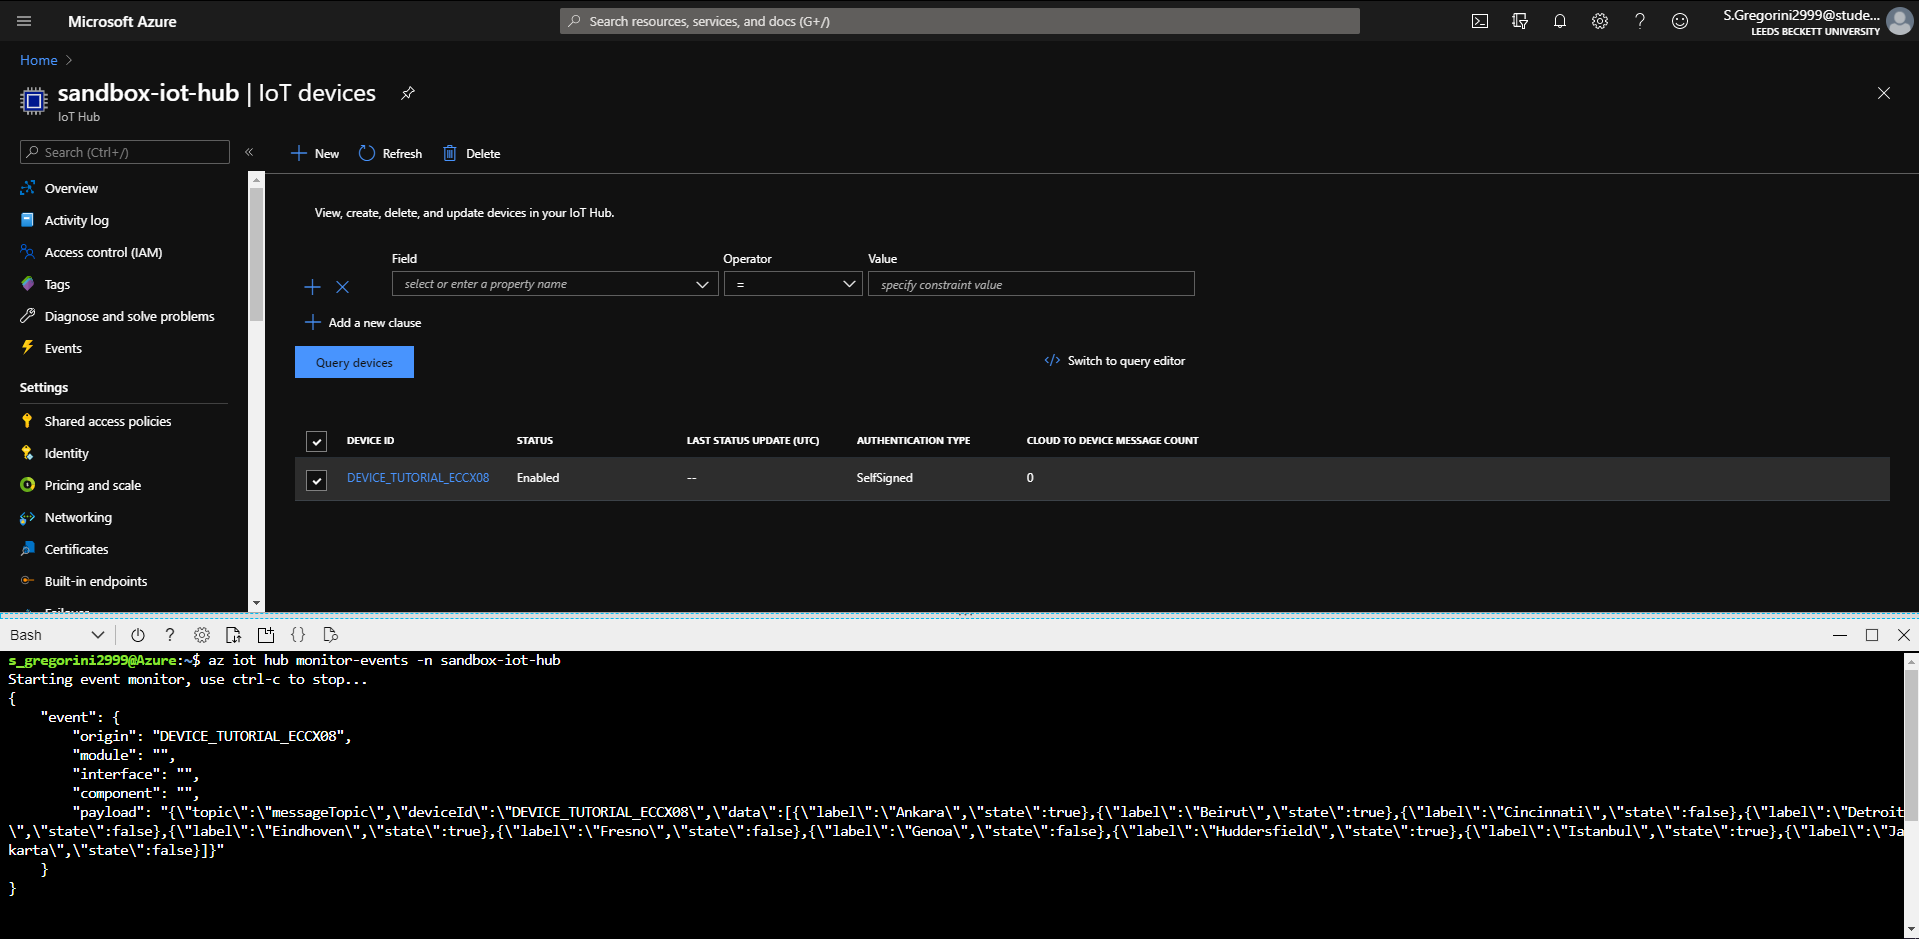 Microsoft Azure
Search resources, services, and docs (G+/)
S.Gregorini2999@stude...
LEEDS BECKETT UNIVERSITY
Home >
sandbox-iot-hub | IoT devices
IoT Hub
Search (Ctrl+/)
«
New
Refresh
Delete
Overview
Activity log
Access control (IAM)
Tags
Diagnose and solve problems
Events
Settings
Shared access policies
Identity
Pricing and scale
Networking
Certificates
Built-in endpoints
Failover
View, create, delete, and update devices in your IoT Hub.
Field Operator Value
select or enter a property name = specify constraint value
Add a new clause
Query devices
</> Switch to query editor
DEVICE ID STATUS LAST STATUS UPDATE (UTC) AUTHENTICATION TYPE CLOUD TO DEVICE MESSAGE COUNT
DEVICE_TUTORIAL_ECCX08 Enabled -- SelfSigned 0
Bash
s_gregorini2999@Azure:~$ az iot hub monitor-events -n sandbox-iot-hub
Starting event monitor, use ctrl-c to stop...
{
"event": {
"origin": "DEVICE_TUTORIAL_ECCX08",
"module": "",
"interface": "",
"component": "",
"payload": "{\"topic\":\"messageTopic\",\"deviceId\":\"DEVICE_TUTORIAL_ECCX08\",\"data\":[{\"label\":\"Ankara\",\"state\":true},{\"label\":\"Beirut\",\"state\":true},{\"label\":\"Cincinnati\",\"state\":false},{\"label\":\"Detroit
\",\"state\":false},{\"label\":\"Eindhoven\",\"state\":true},{\"label\":\"Fresno\",\"state\":false},{\"label\":\"Genoa\",\"state\":false},{\"label\":\"Huddersfield\",\"state\":true},{\"label\":\"Istanbul\",\"state\":true},{\"label\":\"Ja
karta\",\"state\":false}]}"
}
}